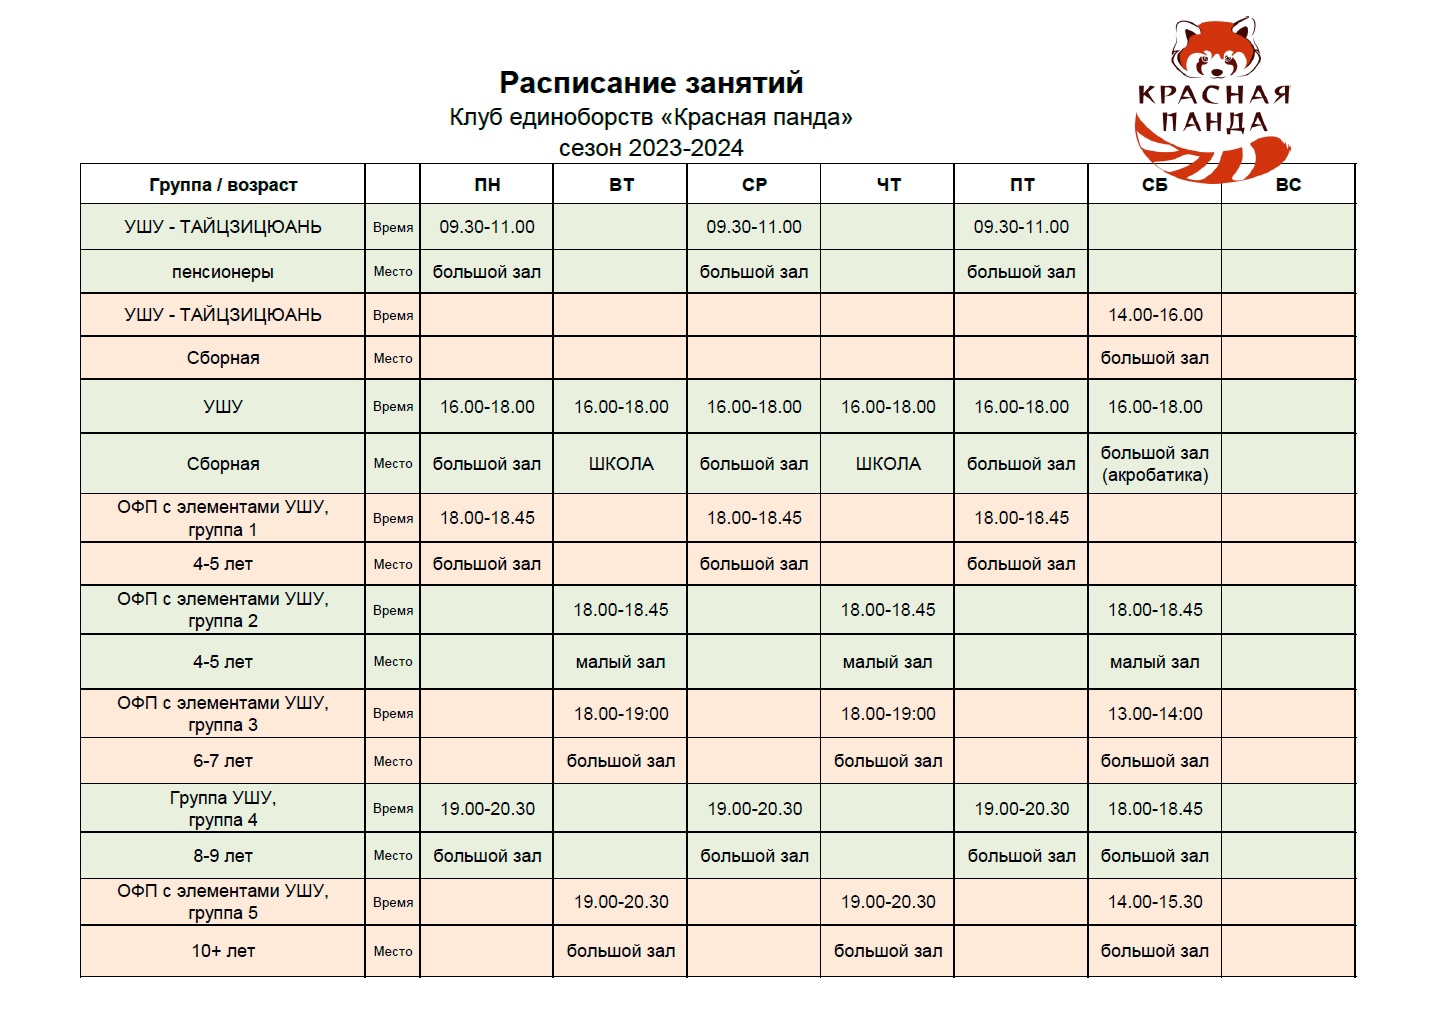 КРАСНАЯ
ПАНДА
Расписание занятий
Клуб единоборств «Красная панда»
сезон 2023-2024
Группа / возраст ПН ВТ СР ЧТ ПТ СБ ВС
УШУ - ТАЙЦЗИЦЮАНЬ Время 09.30-11.00 09.30-11.00 09.30-11.00
пенсионеры Место большой зал большой зал большой зал
УШУ - ТАЙЦЗИЦЮАНЬ Время 14.00-16.00
Сборная Место большой зал
УШУ Время 16.00-18.00 16.00-18.00 16.00-18.00 16.00-18.00 16.00-18.00 16.00-18.00
Сборная Место большой зал ШКОЛА большой зал ШКОЛА большой зал большой зал
(акробатика)
ОФП с элементами УШУ,
группа 1 Время 18.00-18.45 18.00-18.45 18.00-18.45
4-5 лет Место большой зал большой зал большой зал
ОФП с элементами УШУ,
группа 2 Время 18.00-18.45 18.00-18.45 18.00-18.45
4-5 лет Место малый зал малый зал малый зал
ОФП с элементами УШУ,
группа 3 Время 18.00-19:00 18.00-19:00 13.00-14:00
6-7 лет Место большой зал большой зал большой зал
Группа УШУ,
группа 4 Время 19.00-20.30 19.00-20.30 19.00-20.30 18.00-18.45
8-9 лет Место большой зал большой зал большой зал большой зал
ОФП с элементами УШУ,
группа 5 Время 19.00-20.30 19.00-20.30 14.00-15.30
10+ лет Место большой зал большой зал большой зал